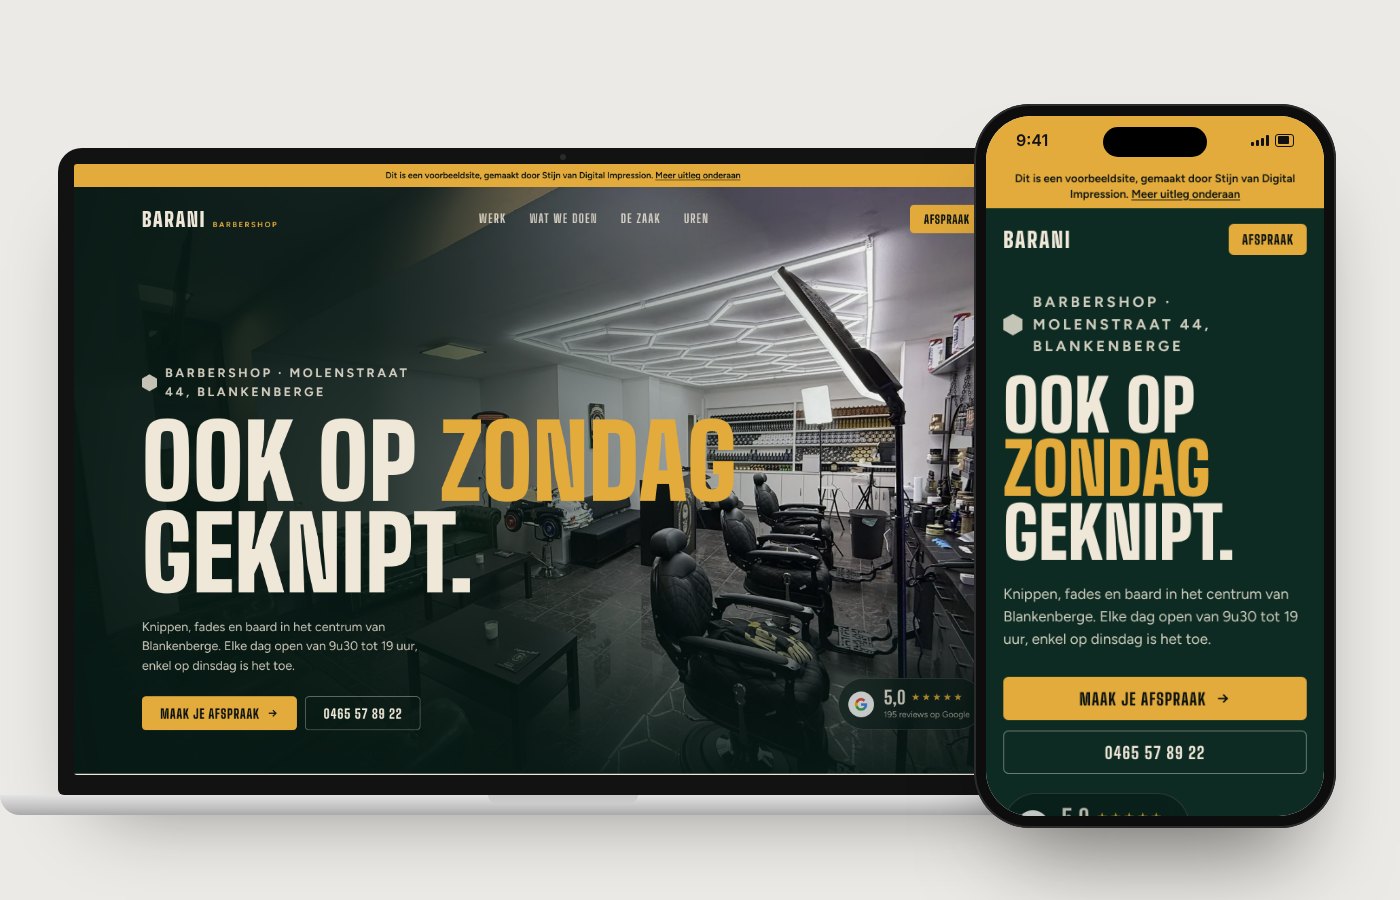 Dit is een voorbeeldsite, gemaakt door Stijn van Digital Impression. Meer uitleg onderaan
BARANI BARBERSHOP
WERK WAT WE DOEN DE ZAAK UREN
AFSPRAAK
BARBERSHOP · MOLENSTRAAT
44, BLANKENBERGE
OOK OP ZONDAG
GEKNIPT.
Knippen, fades en baard in het centrum van
Blankenberge. Elke dag open van 9u30 tot 19 uur,
enkel op dinsdag is het toe.
MAAK JE AFSPRAAK → 0465 57 89 22
G 5,0 ★★★★★
195 reviews op Google
9:41
Dit is een voorbeeldsite, gemaakt door Stijn van Digital
Impression. Meer uitleg onderaan
BARANI
AFSPRAAK
BARBERSHOP ·
MOLENSTRAAT 44,
BLANKENBERGE
OOK OP
ZONDAG
GEKNIPT.
Knippen, fades en baard in het centrum van
Blankenberge. Elke dag open van 9u30 tot 19
uur, enkel op dinsdag is het toe.
MAAK JE AFSPRAAK →
0465 57 89 22
5,0 ★★★★★